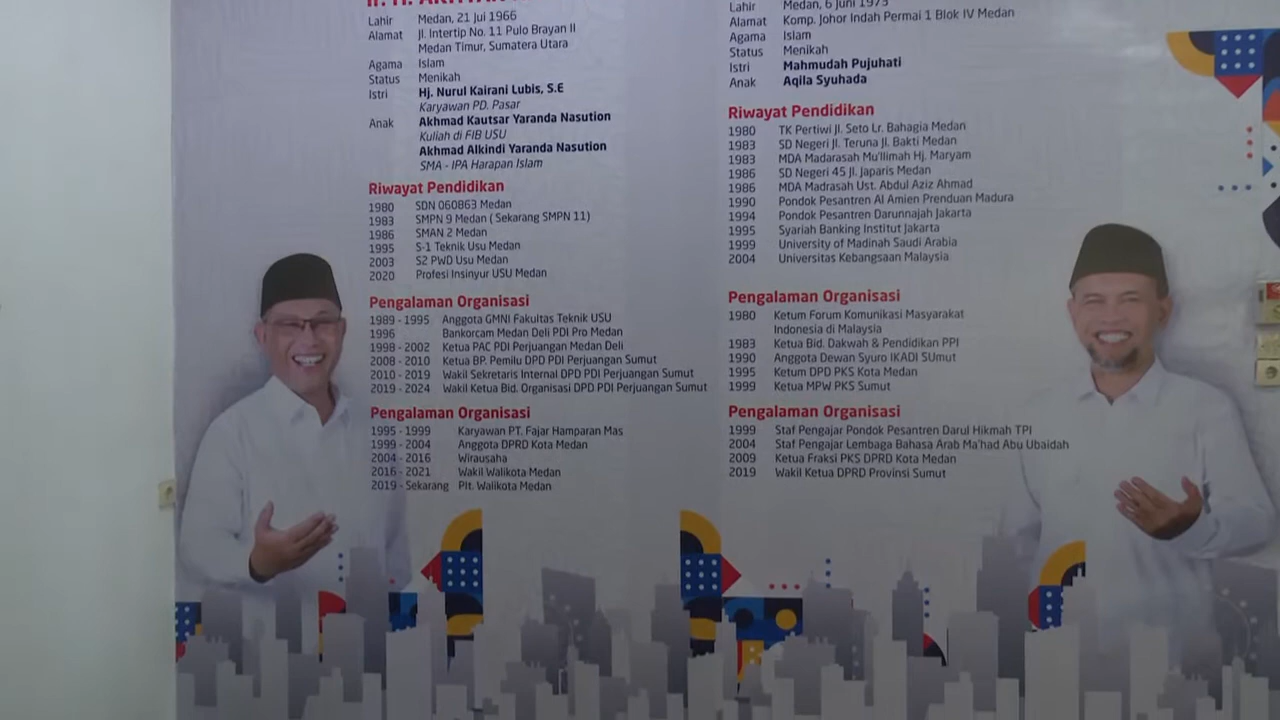 Ir. H. AKHYAR
Lahir Medan, 21 Jui 1966
Alamat Jl. Intertip No. 11 Pulo Brayan II
Medan Timur, Sumatera Utara
Agama Islam
Status Menikah
Istri Hj. Nurul Kairani Lubis, S.E
Karyawan PD. Pasar
Anak Akhmad Kautsar Yaranda Nasution
Kuliah di FIB USU
Akhmad Alkindi Yaranda Nasution
SMA - IPA Harapan Islam
Riwayat Pendidikan
1980 SDN 060863 Medan
1983 SMPN 9 Medan ( Sekarang SMPN 11)
1986 SMAN 2 Medan
1995 S-1 Teknik Usu Medan
2003 S2 PWD Usu Medan
2020 Profesi Insinyur USU Medan
Pengalaman Organisasi
1989 - 1995 Anggota GMNI Fakultas Teknik USU
1996 Bankorcam Medan Deli PDI Pro Medan
1998 - 2002 Ketua PAC PDI Perjuangan Medan Deli
2008 - 2010 Ketua BP. Pemilu DPD PDI Perjuangan Sumut
2010 - 2019 Wakil Sekretaris Internal DPD PDI Perjuangan Sumut
2019 - 2024 Wakil Ketua Bid. Organisasi DPD PDI Perjuangan Sumut
Pengalaman Organisasi
1995 - 1999 Karyawan PT. Fajar Hamparan Mas
1999 - 2004 Anggota DPRD Kota Medan
2004 - 2016 Wirausaha
2016 - 2021 Wakil Walikota Medan
2019 - Sekarang Plt. Walikota Medan
Lahir Medan, 6 Juni 1973
Alamat Komp. Johor Indah Permai 1 Blok IV Medan
Agama Islam
Status Menikah
Istri Mahmudah Pujuhati
Anak Aqila Syuhada
Riwayat Pendidikan
1980 TK Pertiwi Jl. Seto Lr. Bahagia Medan
1983 SD Negeri Jl. Teruna Jl. Bakti Medan
1983 MDA Madarasah Mu'llimah Hj. Maryam
1986 SD Negeri 45 Jl. Japaris Medan
1986 MDA Madrasah Ust. Abdul Aziz Ahmad
1990 Pondok Pesantren Al Amien Prenduan Madura
1994 Pondok Pesantren Darunnajah Jakarta
1995 Syariah Banking Institut Jakarta
1999 University of Madinah Saudi Arabia
2004 Universitas Kebangsaan Malaysia
Pengalaman Organisasi
1980 Ketum Forum Komunikasi Masyarakat
Indonesia di Malaysia
1983 Ketua Bid. Dakwah & Pendidikan PPI
1990 Anggota Dewan Syuro IKADI SUmut
1995 Ketum DPD PKS Kota Medan
1999 Ketua MPW PKS Sumut
Pengalaman Organisasi
1999 Staf Pengajar Pondok Pesantren Darul Hikmah TPI
2004 Staf Pengajar Lembaga Bahasa Arab Ma'had Abu Ubaidah
2009 Ketua Fraksi PKS DPRD Kota Medan
2019 Wakil Ketua DPRD Provinsi Sumut